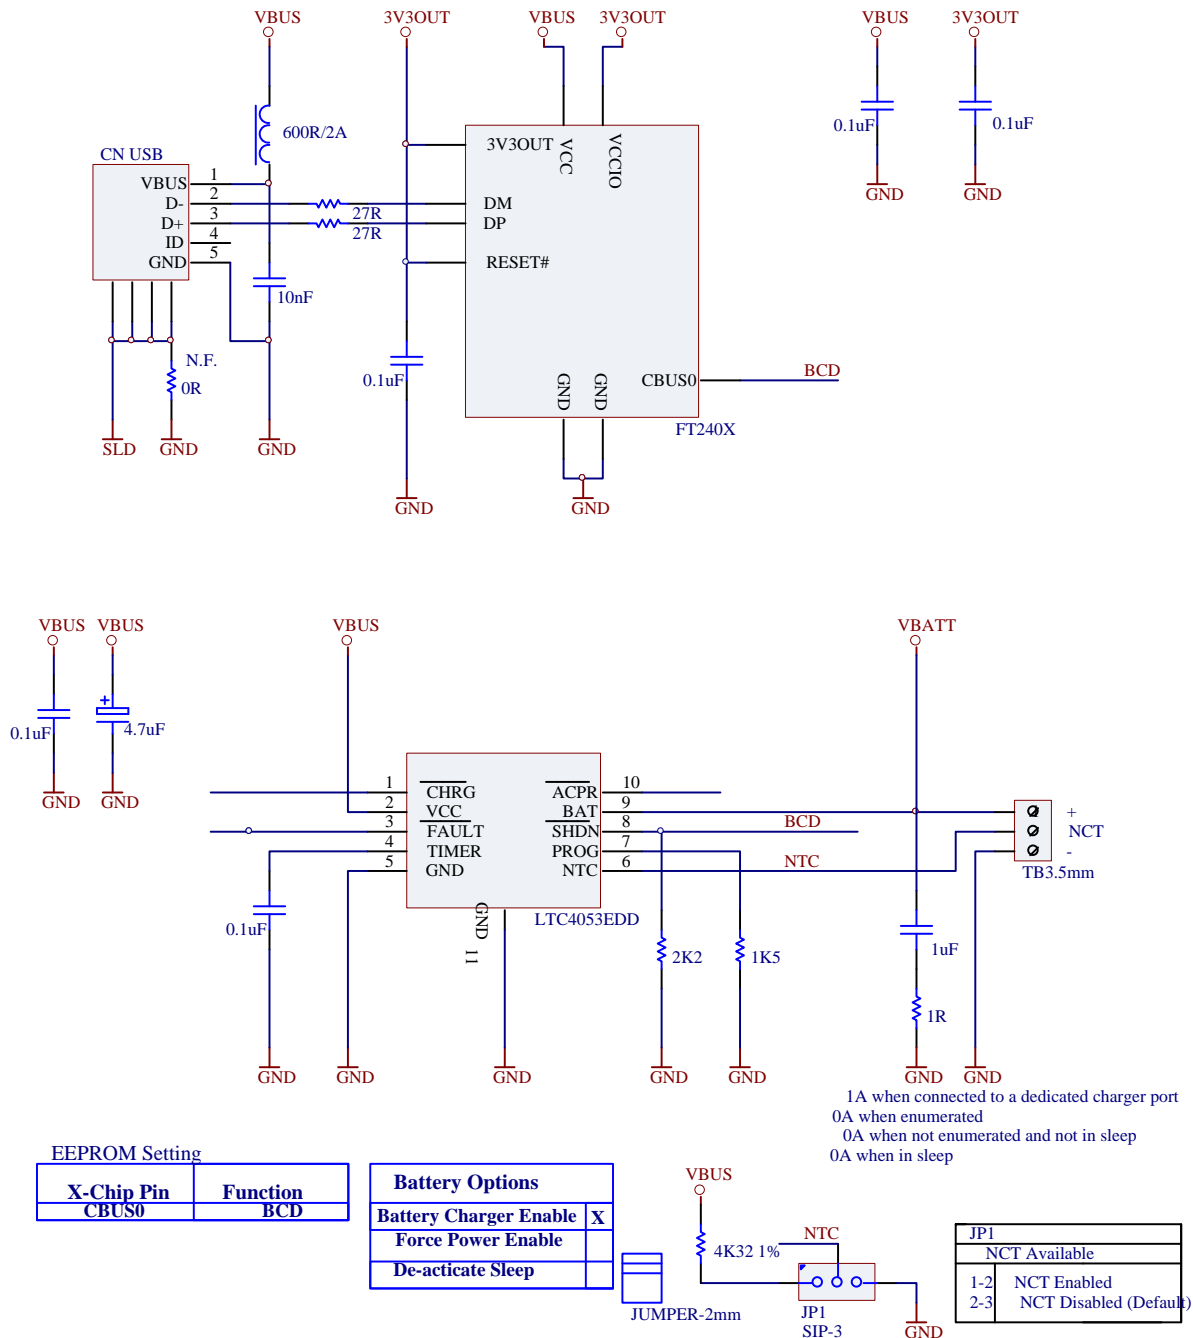 VBUS 3V3OUT VBUS 3V3OUT VBUS 3V3OUT
600R/2A
0.1uF 0.1uF
CN USB
3V3OUT VCC VCCIO
VBUS 1
D- 2 27R DM
D+ 3 27R DP
ID 4
GND 5 RESET#
GND GND
10nF
N.F.
0R
0.1uF
GND GND CBUS0 BCD
FT240X
SLD GND GND
GND GND
VBUS VBUS VBUS VBATT
0.1uF
+
4.7uF
GND GND
1 CHRG ACPR 10
2 VCC BAT 9
3 FAULT SHDN 8 BCD
4 TIMER PROG 7
5 GND NTC 6 NTC
+
NCT
-
TB3.5mm
0.1uF
GND 11
LTC4053EDD
2K2 1K5 1uF
1R
GND GND GND GND GND GND GND
1A when connected to a dedicated charger port
0A when enumerated
0A when not enumerated and not in sleep
0A when in sleep
EEPROM Setting
X-Chip Pin Function
CBUS0 BCD
Battery Options
Battery Charger Enable X
Force Power Enable
De-acticate Sleep
JUMPER-2mm
VBUS
4K32 1%
NTC
JP1
SIP-3
GND
JP1
NCT Available
1-2 NCT Enabled
2-3 NCT Disabled (Default)